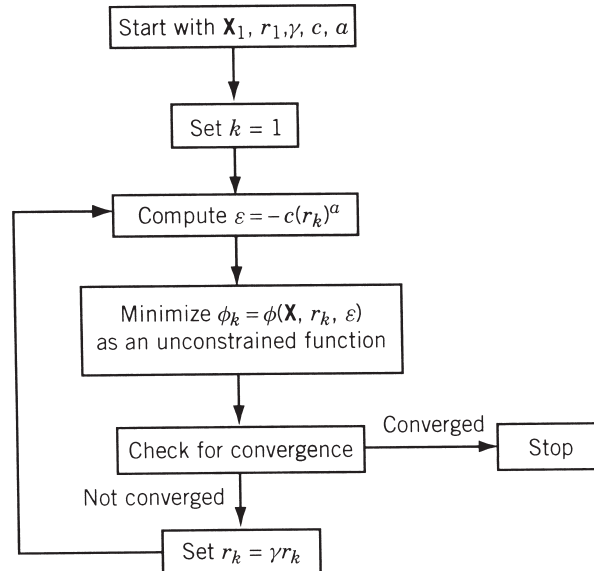 Start with X₁, r₁,γ, c, a
Set k = 1
Compute ε = − c(rₖ)ᵃ
Minimize ϕₖ = ϕ(X, rₖ, ε)
as an unconstrained function
Check for convergence
Converged
Stop
Not converged
Set rₖ = γrₖ